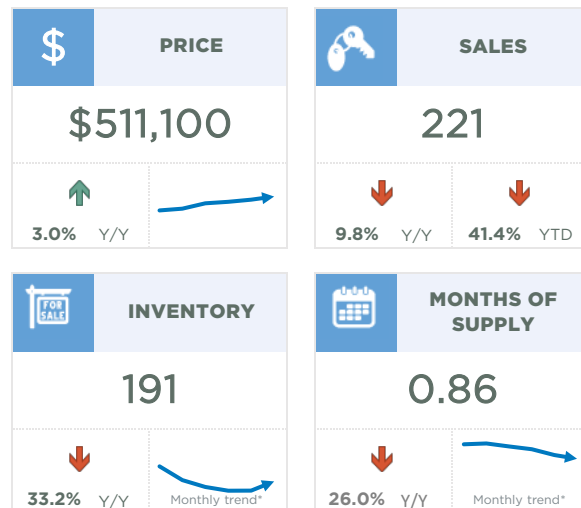 $
PRICE
$511,100
3.0% Y/Y
SALES
221
9.8% Y/Y
41.4% YTD
FOR
SALE
INVENTORY
191
33.2% Y/Y
Monthly trend*
MONTHS OF
SUPPLY
0.86
26.0% Y/Y
Monthly trend*